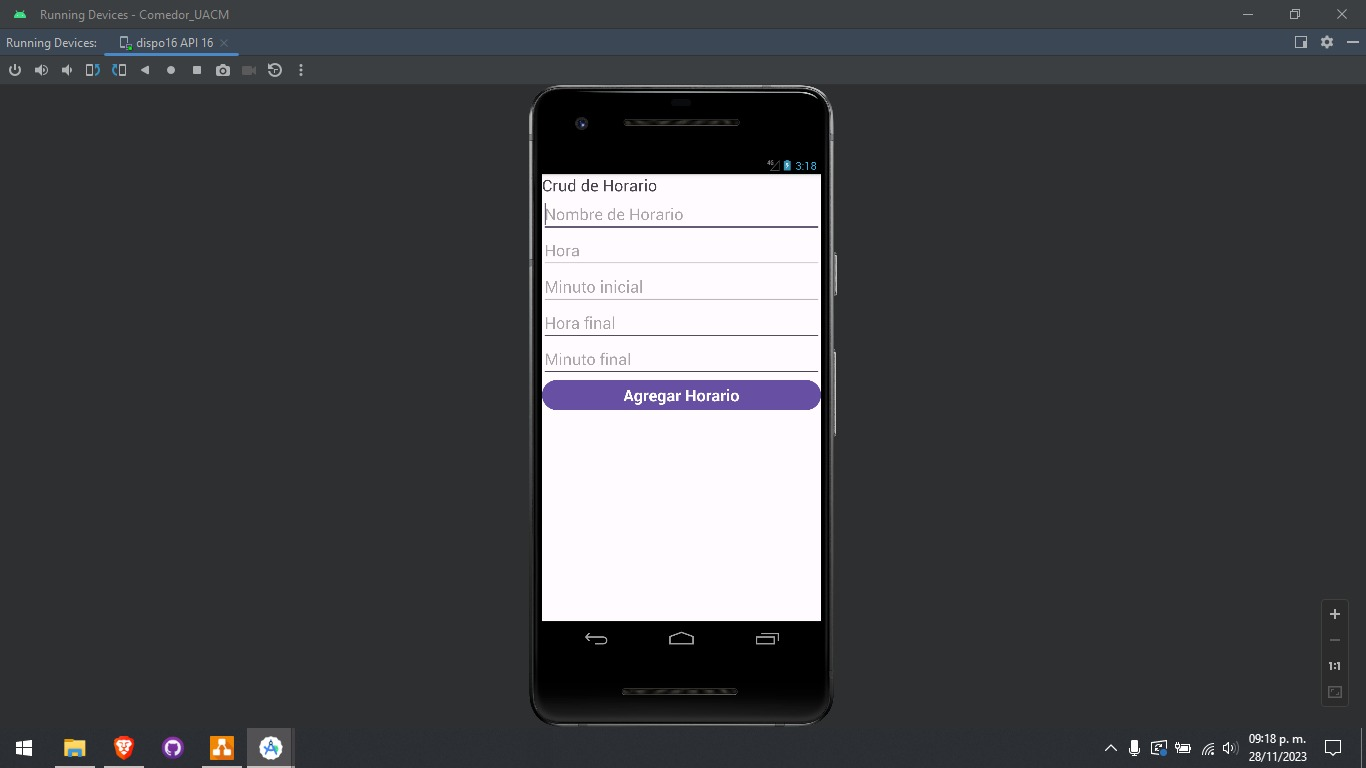 Running Devices - Comedor_UACM
Running Devices:
dispo16 API 16
4G
3:18
Crud de Horario
Nombre de Horario
Hora
Minuto inicial
Hora final
Minuto final
Agregar Horario
1:1
09:18 p. m.
28/11/2023